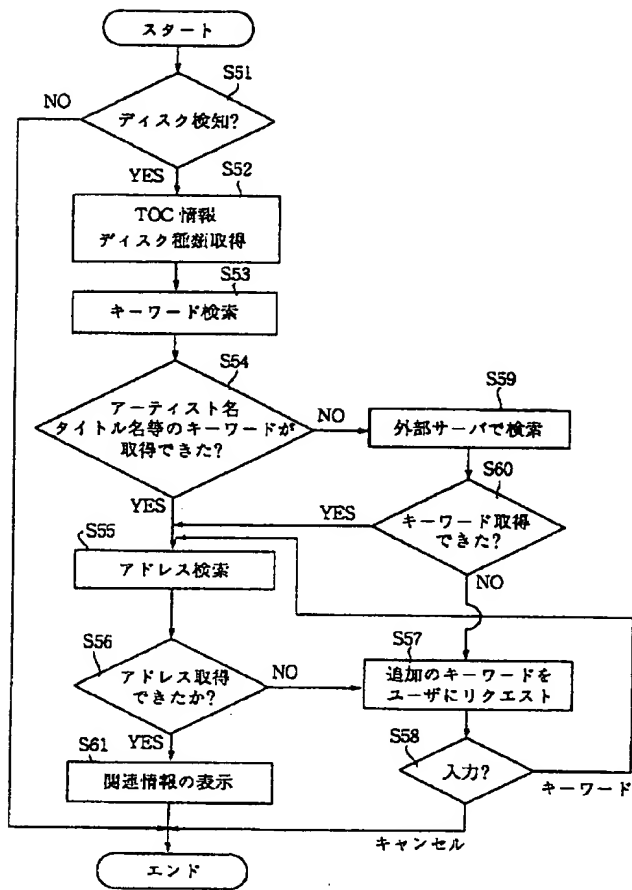 スタート
S51
NO
ディスク検知?
YES
S52
TOC 情報
ディスク種類取得
S53
キーワード検索
S54
アーティスト名
タイトル名等のキーワードが
取得できた?
NO
S59
外部サーバで検索
S60
YES
YES
キーワード取得
できた?
S55
アドレス検索
NO
S56
アドレス取得
できたか?
NO
S57
追加のキーワードを
ユーザにリクエスト
YES
S58
S61
関連情報の表示
入力?
キーワード
キャンセル
エンド